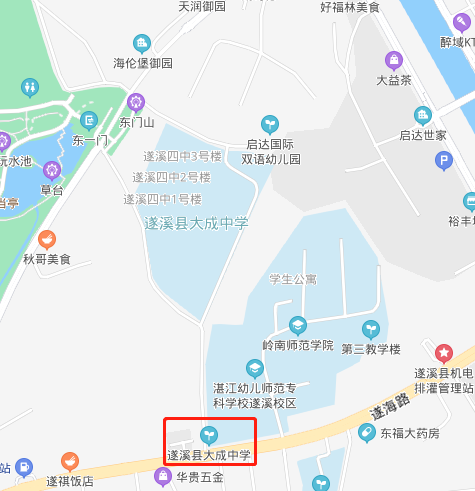 天润御园
好福林美食
海伦堡御园
醉域KT
大益茶
东门山
东一门
启达国际
双语幼儿园
启达世家
遂溪四中3号楼
玩水池
遂溪四中2号楼
草台
遂溪四中1号楼
当亭
遂溪县大成中学
裕丰圩
秋哥美食
学生公寓
岭南师范学院
第三教学楼
遂溪县机电
排灌管理站
湛江幼儿师范专
科学校遂溪校区
遂海路
东福大药房
遂溪县大成中学
站
遂祺饭店
华贵五金
P